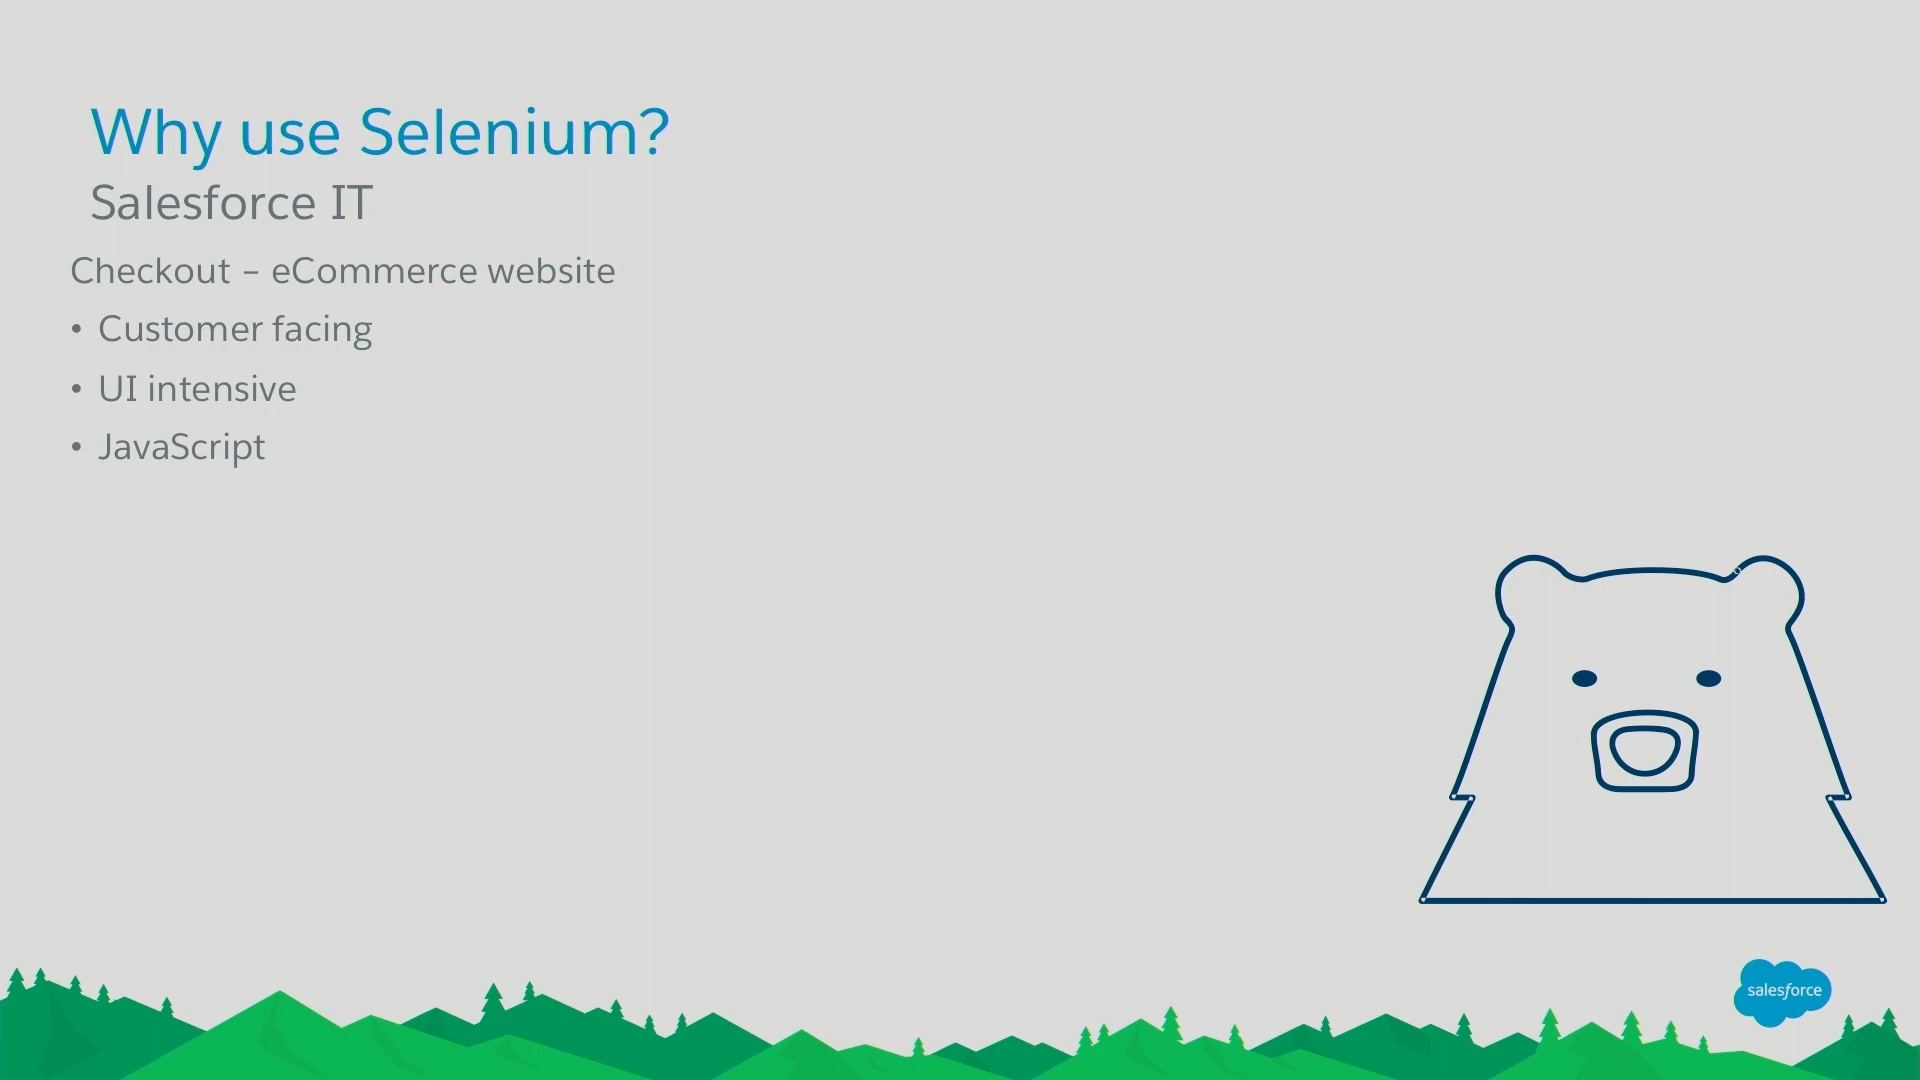 Why use Selenium?
Salesforce IT
Checkout – eCommerce website
• Customer facing
• UI intensive
• JavaScript
salesforce